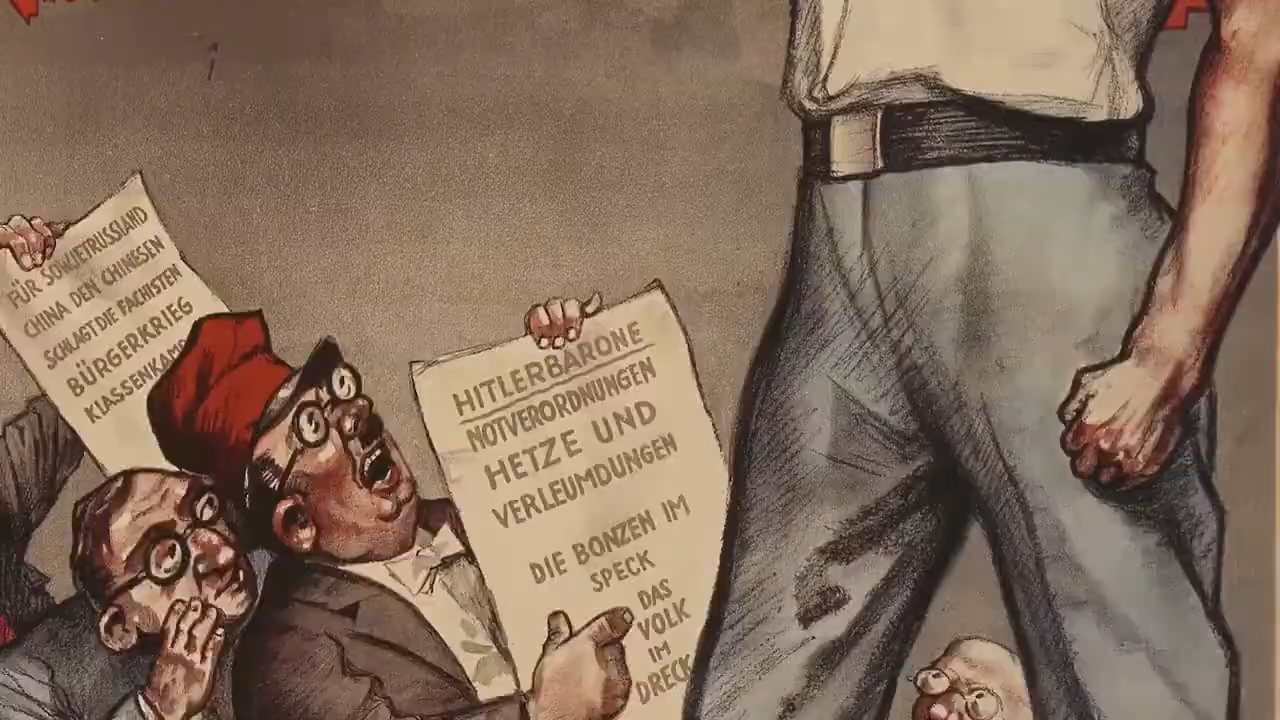 FÜR SOWJETRUSSLAND
CHINA DEN CHINESEN
SCHLAGT DIE FACHISTEN
BÜRGERKRIEG
KLASSENKAMP
HITLERBARONE
NOTVERORDNUNGEN
HETZE UND
VERLEUMDUNGEN
DIE BONZEN IM
SPECK
DAS
VOLK
IM
DRECK